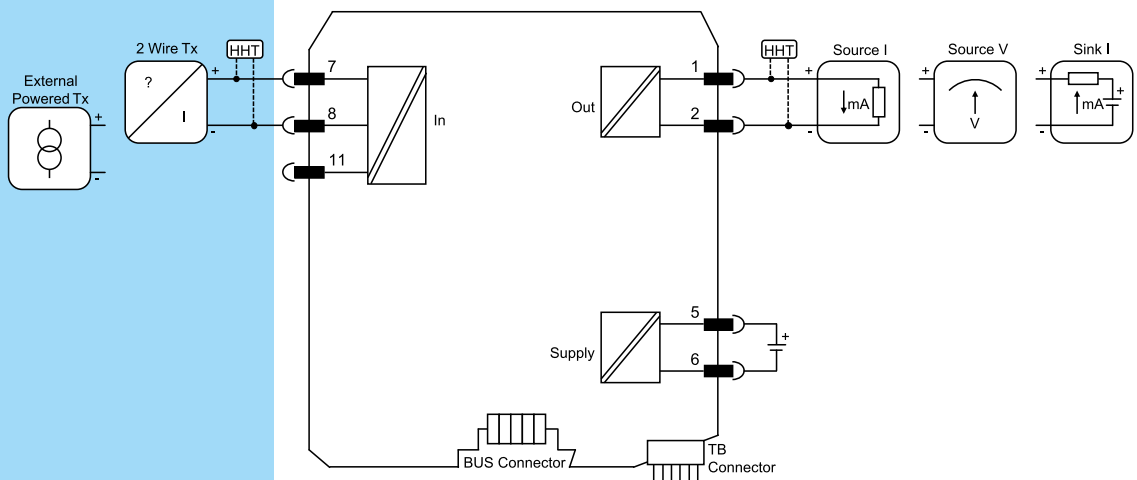 External
Powered Tx
+
-
2 Wire Tx
?
I
+
-
HHT
7
8
11
In
Out
1
2
HHT
Source I
+
-
mA
Source V
+
-
V
Sink I
+
-
mA
+
Supply
5
6
+
BUS Connector
TB
Connector